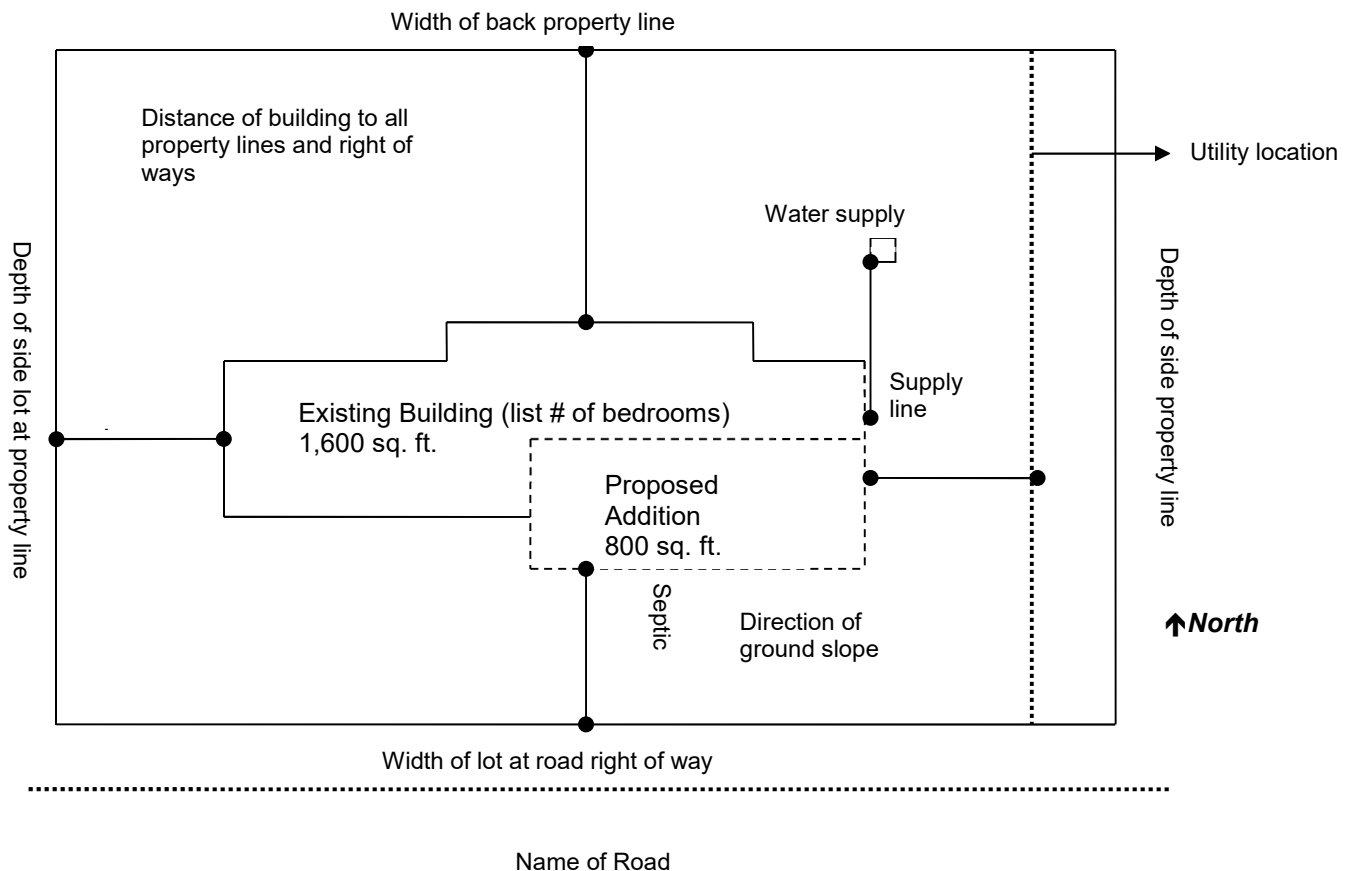 Width of back property line
Distance of building to all
property lines and right of
ways
Utility location
Water supply
Depth of side lot at property line
Depth of side property line
Supply
line
Existing Building (list # of bedrooms)
1,600 sq. ft.
Proposed
Addition
800 sq. ft.
Septic
Direction of
ground slope
North
Width of lot at road right of way
Name of Road